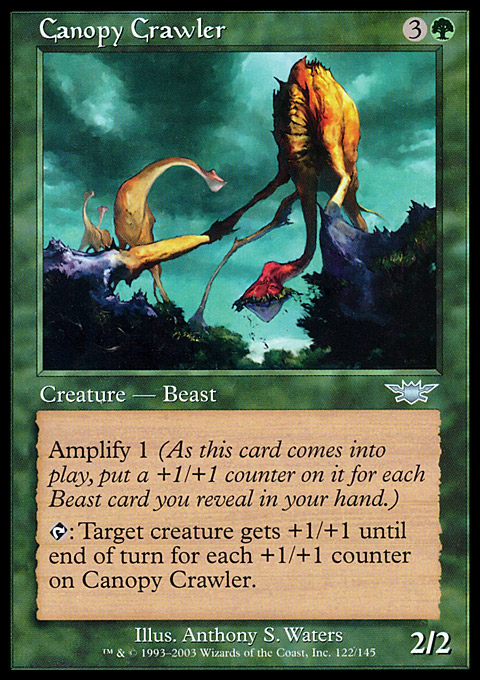 Canopy Crawler 3
Creature — Beast
Amplify 1 (As this card comes into
play, put a +1/+1 counter on it for each
Beast card you reveal in your hand.)
: Target creature gets +1/+1 until
end of turn for each +1/+1 counter
on Canopy Crawler.
Illus. Anthony S. Waters
2/2
™ & © 1993–2003 Wizards of the Coast, Inc. 122/145